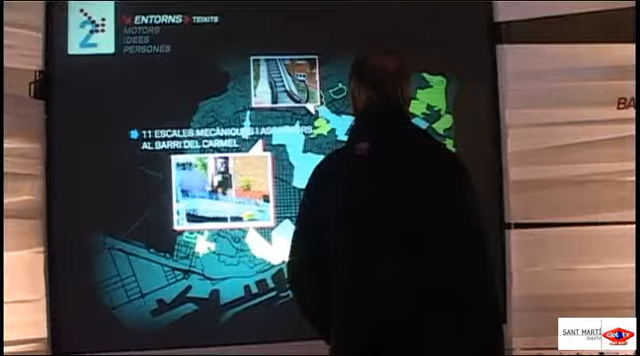 2
ENTORNS TEIXITS
MOTORS
IDEES
PERSONES
11 ESCALES MECÀNIQUES I ASCENSORS
AL BARRI DEL CARMEL
BA
SANT MARTÍ